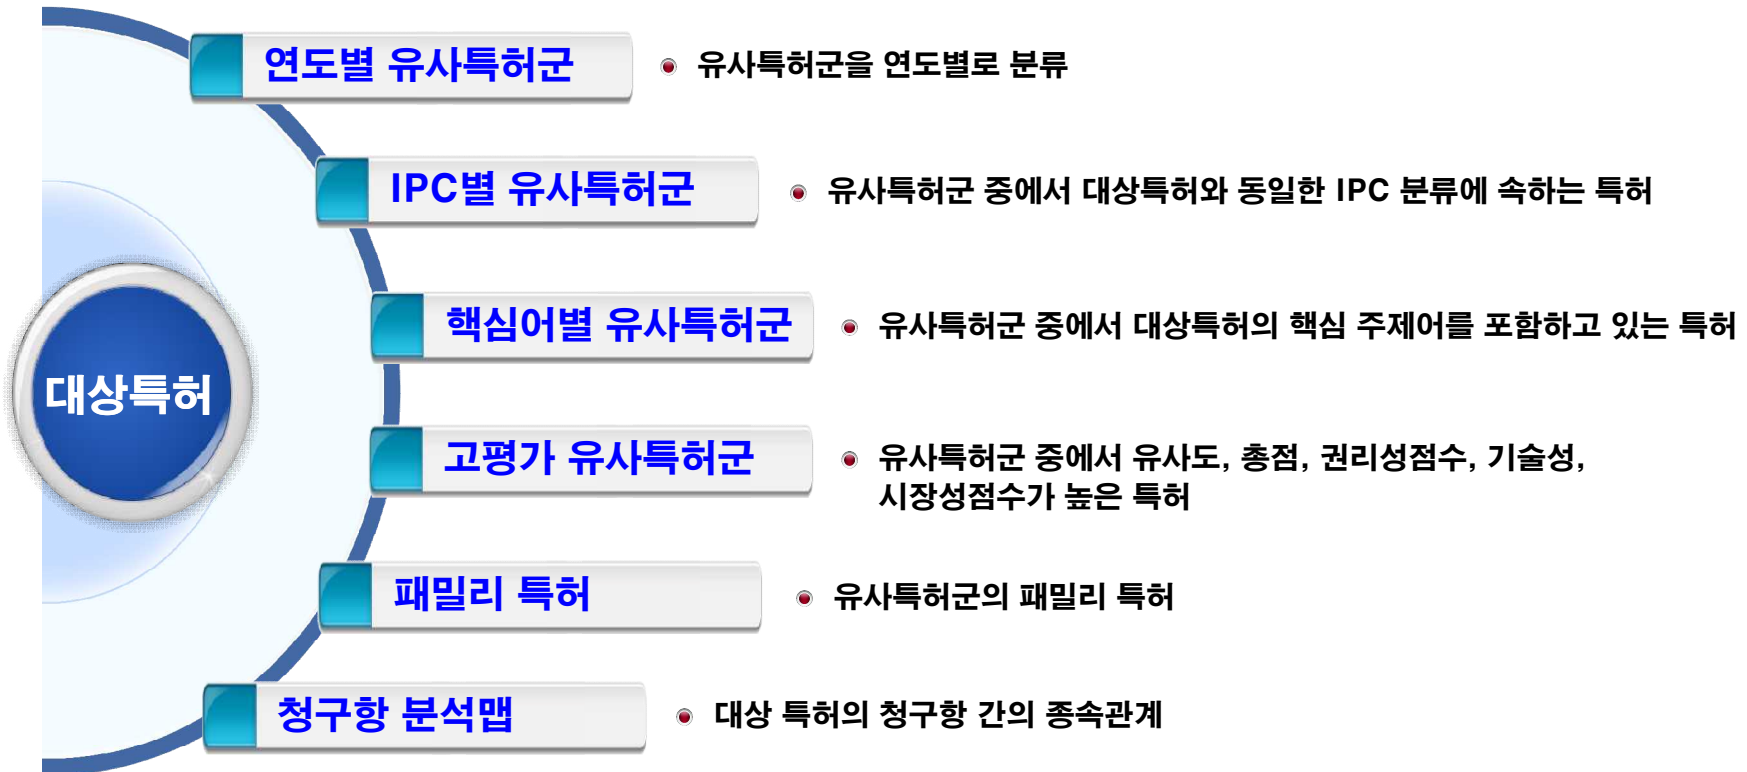 연도별 유사특허군
유사특허군을 연도별로 분류
IPC별 유사특허군
유사특허군 중에서 대상특허와 동일한 IPC 분류에 속하는 특허
핵심어별 유사특허군
유사특허군 중에서 대상특허의 핵심 주제어를 포함하고 있는 특허
대상특허
고평가 유사특허군
유사특허군 중에서 유사도, 총점, 권리성점수, 기술성,
시장성점수가 높은 특허
패밀리 특허
유사특허군의 패밀리 특허
청구항 분석맵
대상 특허의 청구항 간의 종속관계